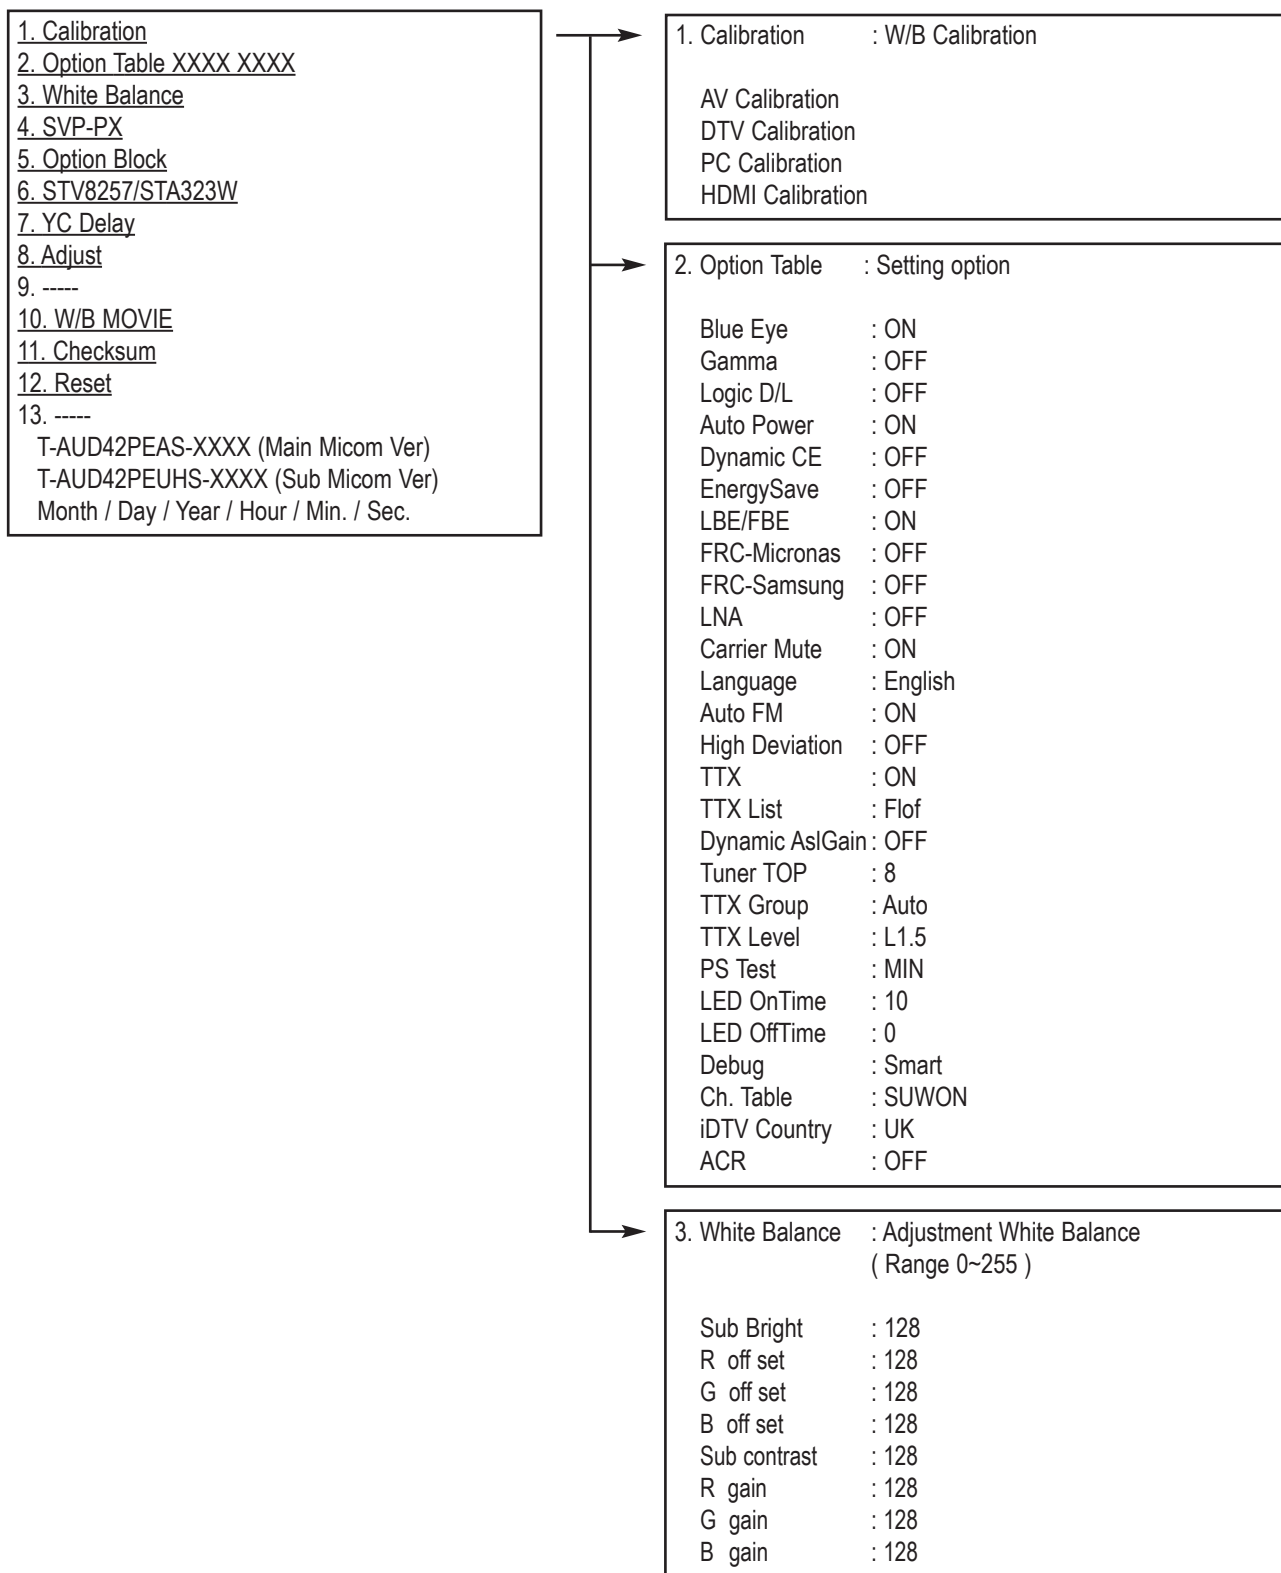 1. Calibration
2. Option Table XXXX XXXX
3. White Balance
4. SVP-PX
5. Option Block
6. STV8257/STA323W
7. YC Delay
8. Adjust
9. -----
10. W/B MOVIE
11. Checksum
12. Reset
13. -----
T-AUD42PEAS-XXXX (Main Micom Ver)
T-AUD42PEUHS-XXXX (Sub Micom Ver)
Month / Day / Year / Hour / Min. / Sec.
1. Calibration : W/B Calibration
AV Calibration
DTV Calibration
PC Calibration
HDMI Calibration
2. Option Table : Setting option
Blue Eye : ON
Gamma : OFF
Logic D/L : OFF
Auto Power : ON
Dynamic CE : OFF
EnergySave : OFF
LBE/FBE : ON
FRC-Micronas : OFF
FRC-Samsung : OFF
LNA : OFF
Carrier Mute : ON
Language : English
Auto FM : ON
High Deviation : OFF
TTX : ON
TTX List : Flof
Dynamic AslGain : OFF
Tuner TOP : 8
TTX Group : Auto
TTX Level : L1.5
PS Test : MIN
LED OnTime : 10
LED OffTime : 0
Debug : Smart
Ch. Table : SUWON
iDTV Country : UK
ACR : OFF
3. White Balance : Adjustment White Balance
( Range 0~255 )
Sub Bright : 128
R off set : 128
G off set : 128
B off set : 128
Sub contrast : 128
R gain : 128
G gain : 128
B gain : 128